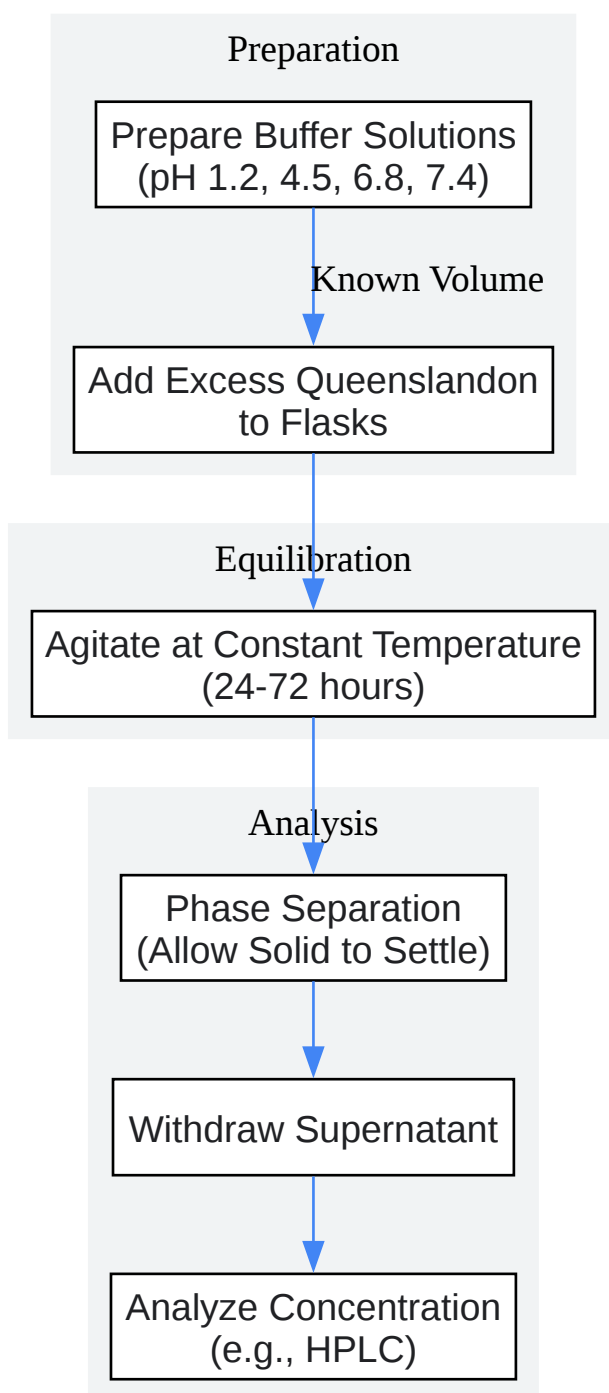 Preparation
Prepare Buffer Solutions
(pH 1.2, 4.5, 6.8, 7.4)
Known Volume
Add Excess Queenslandon
to Flasks
Equilibration
Agitate at Constant Temperature
(24-72 hours)
Analysis
Phase Separation
(Allow Solid to Settle)
Withdraw Supernatant
Analyze Concentration
(e.g., HPLC)